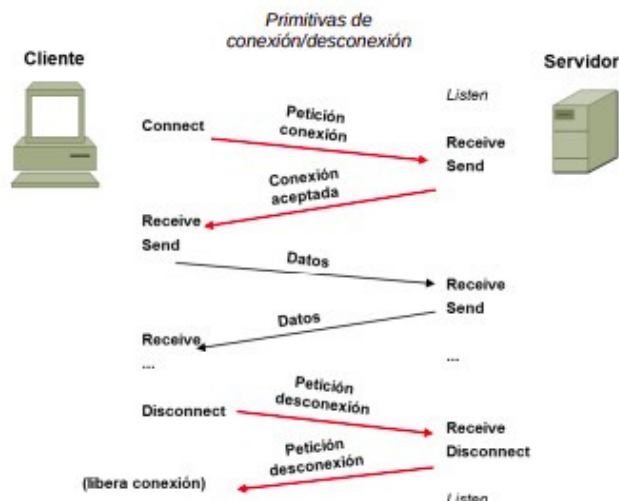 Primitivas de
conexión/desconexión
Cliente
Servidor
Listen
Connect
Petición
conexión
Receive
Send
Conexión
aceptada
Receive
Send
Datos
Receive
Send
Datos
Receive
...
...
Petición
desconexión
Disconnect
Receive
Disconnect
Petición
desconexión
(libera conexión)
Listen